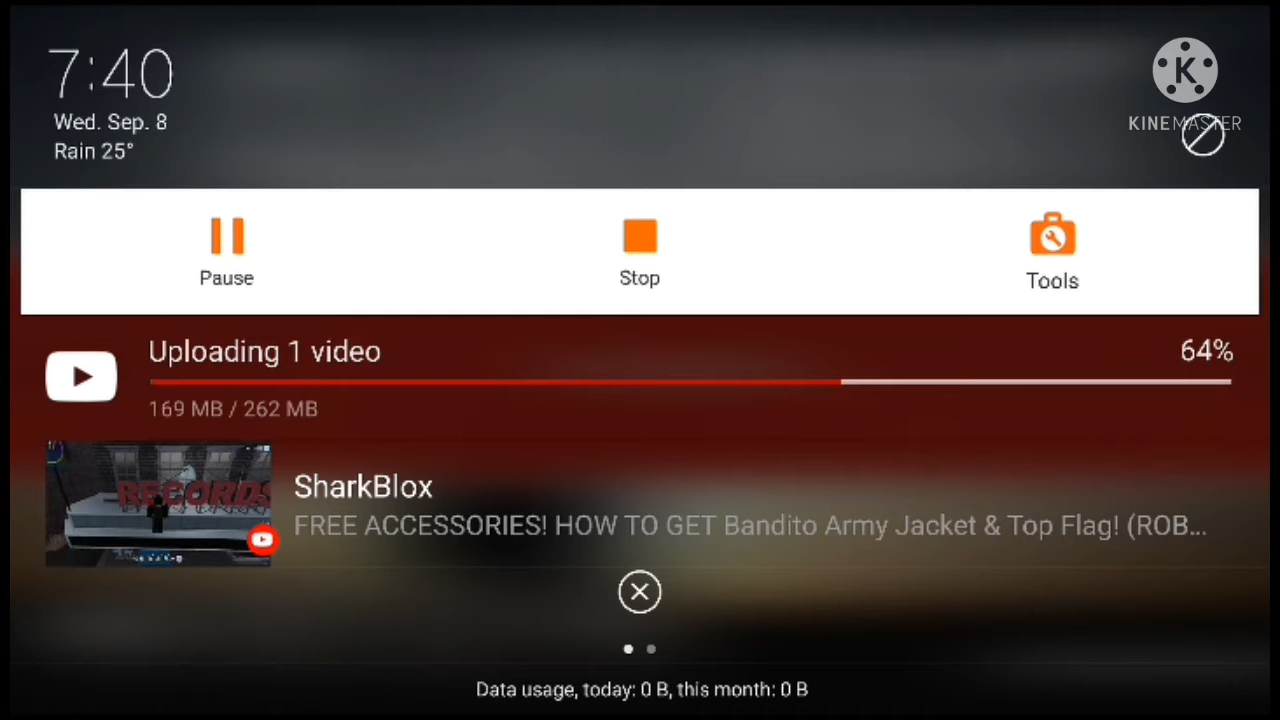 7:40
Wed. Sep. 8
Rain 25°
K
KINEMASTER
Pause
Stop
Tools
Uploading 1 video
64%
169 MB / 262 MB
RECORDS
SharkBlox
FREE ACCESSORIES! HOW TO GET Bandito Army Jacket & Top Flag! (ROB...
Data usage, today: 0 B, this month: 0 B